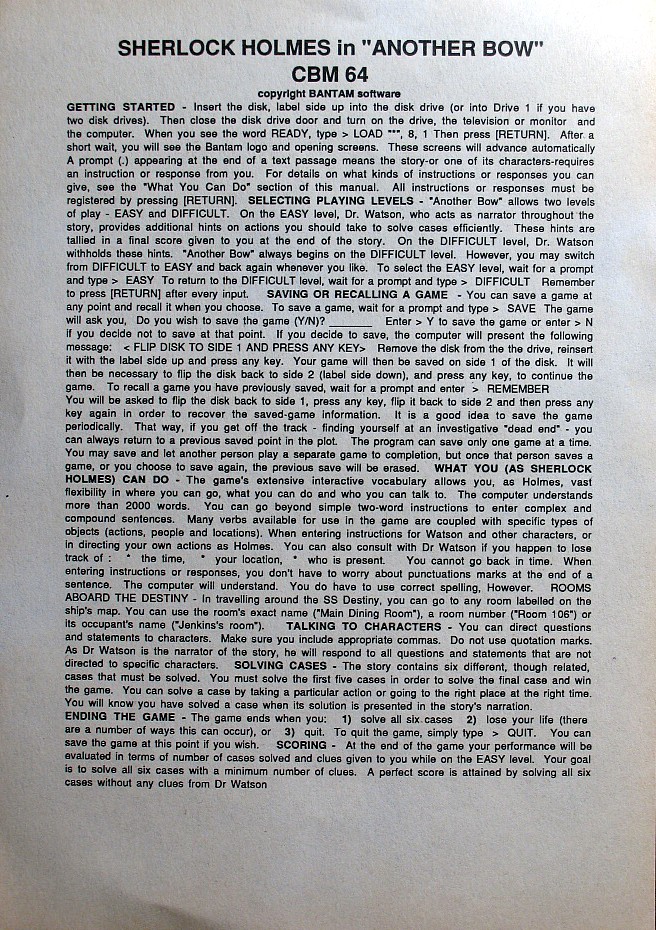 SHERLOCK HOLMES in "ANOTHER BOW"
CBM 64
copyright BANTAM software
GETTING STARTED - Insert the disk, label side up into the disk drive (or into Drive 1 if you have
two disk drives). Then close the disk drive door and turn on the drive, the television or monitor and
the computer. When you see the word READY, type > LOAD "*", 8, 1 Then press [RETURN]. After a
short wait, you will see the Bantam logo and opening screens. These screens will advance automatically
A prompt (.) appearing at the end of a text passage means the story-or one of its characters-requires
an instruction or response from you. For details on what kinds of instructions or responses you can
give, see the "What You Can Do" section of this manual. All instructions or responses must be
registered by pressing [RETURN]. SELECTING PLAYING LEVELS - "Another Bow" allows two levels
of play - EASY and DIFFICULT. On the EASY level, Dr. Watson, who acts as narrator throughout the
story, provides additional hints on actions you should take to solve cases efficiently. These hints are
tallied in a final score given to you at the end of the story. On the DIFFICULT level, Dr. Watson
withholds these hints. "Another Bow" always begins on the DIFFICULT level. However, you may switch
from DIFFICULT to EASY and back again whenever you like. To select the EASY level, wait for a prompt
and type > EASY To return to the DIFFICULT level, wait for a prompt and type > DIFFICULT Remember
to press [RETURN] after every input. SAVING OR RECALLING A GAME - You can save a game at
any point and recall it when you choose. To save a game, wait for a prompt and type > SAVE The game
will ask you, Do you wish to save the game (Y/N)? ______ Enter > Y to save the game or enter > N
if you decide not to save at that point. If you decide to save, the computer will present the following
message: < FLIP DISK TO SIDE 1 AND PRESS ANY KEY> Remove the disk from the the drive, reinsert
it with the label side up and press any key. Your game will then be saved on side 1 of the disk. It will
then be necessary to flip the disk back to side 2 (label side down), and press any key, to continue the
game. To recall a game you have previously saved, wait for a prompt and enter > REMEMBER
You will be asked to flip the disk back to side 1, press any key, flip it back to side 2 and then press any
key again in order to recover the saved-game information. It is a good idea to save the game
periodically. That way, if you get off the track - finding yourself at an investigative "dead end" - you
can always return to a previous saved point in the plot. The program can save only one game at a time.
You may save and let another person play a separate game to completion, but once that person saves a
game, or you choose to save again, the previous save will be erased. WHAT YOU (AS SHERLOCK
HOLMES) CAN DO - The game's extensive interactive vocabulary allows you, as Holmes, vast
flexibility in where you can go, what you can do and who you can talk to. The computer understands
more than 2000 words. You can go beyond simple two-word instructions to enter complex and
compound sentences. Many verbs available for use in the game are coupled with specific types of
objects (actions, people and locations). When entering instructions for Watson and other characters, or
in directing your own actions as Holmes. You can also consult with Dr Watson if you happen to lose
track of : * the time, * your location, * who is present. You cannot go back in time. When
entering instructions or responses, you don't have to worry about punctuations marks at the end of a
sentence. The computer will understand. You do have to use correct spelling, However. ROOMS
ABOARD THE DESTINY - In travelling around the SS Destiny, you can go to any room labelled on the
ship's map. You can use the room's exact name ("Main Dining Room"), a room number ("Room 106") or
its occupant's name ("Jenkins's room"). TALKING TO CHARACTERS - You can direct questions
and statements to characters. Make sure you include appropriate commas. Do not use quotation marks.
As Dr Watson is the narrator of the story, he will respond to all questions and statements that are not
directed to specific characters. SOLVING CASES - The story contains six different, though related,
cases that must be solved. You must solve the first five cases in order to solve the final case and win
the game. You can solve a case by taking a particular action or going to the right place at the right time.
You will know you have solved a case when its solution is presented in the story's narration.
ENDING THE GAME - The game ends when you: 1) solve all six cases 2) lose your life (there
are a number of ways this can occur), or 3) quit. To quit the game, simply type > QUIT. You can
save the game at this point if you wish. SCORING - At the end of the game your performance will be
evaluated in terms of number of cases solved and clues given to you while on the EASY level. Your goal
is to solve all six cases with a minimum number of clues. A perfect score is attained by solving all six
cases without any clues from Dr Watson